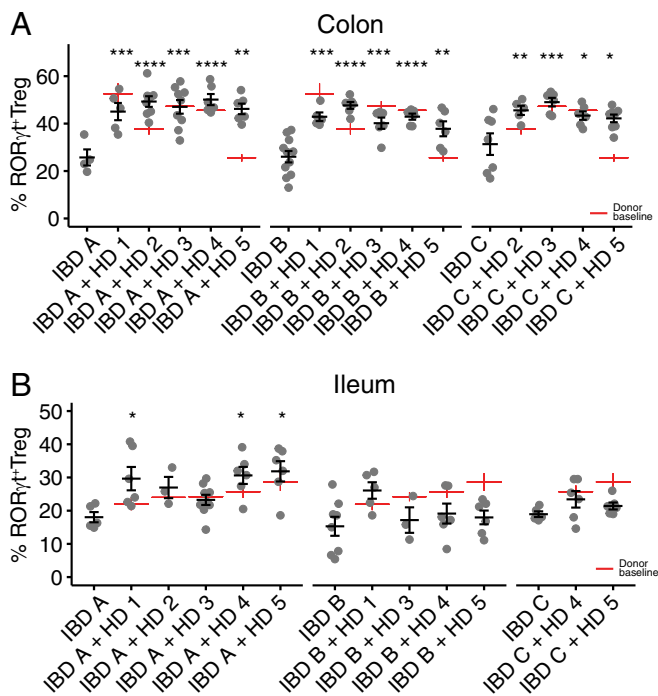 A
Colon
*** **** *** **** **
*** **** *** **** **
** *** * *
% RORγt⁺Treg
60
40
20
0
Donor
baseline
IBD A
IBD A + HD 1
IBD A + HD 2
IBD A + HD 3
IBD A + HD 4
IBD A + HD 5
IBD B
IBD B + HD 1
IBD B + HD 2
IBD B + HD 3
IBD B + HD 4
IBD B + HD 5
IBD C
IBD C + HD 2
IBD C + HD 3
IBD C + HD 4
IBD C + HD 5
B
Ileum
* * *
% RORγt⁺Treg
50
40
30
20
10
0
Donor
baseline
IBD A
IBD A + HD 1
IBD A + HD 2
IBD A + HD 3
IBD A + HD 4
IBD A + HD 5
IBD B
IBD B + HD 1
IBD B + HD 3
IBD B + HD 4
IBD B + HD 5
IBD C
IBD C + HD 4
IBD C + HD 5